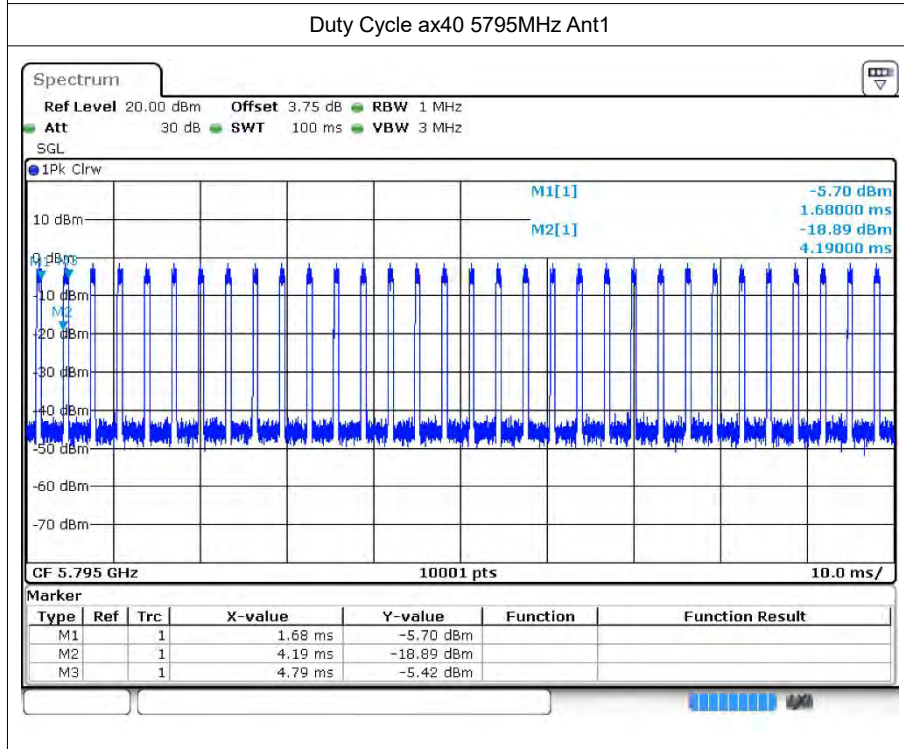 Duty Cycle ax40 5795MHz Ant1
Spectrum
Ref Level 20.00 dBm Offset 3.75 dB RBW 1 MHz
Att 30 dB SWT 100 ms VBW 3 MHz
SGL
1Pk Clrw
M1[1] -5.70 dBm
1.68000 ms
M2[1] -18.89 dBm
4.19000 ms
10 dBm
0 dBm
M1 M3
-10 dBm
M2
-20 dBm
-30 dBm
-40 dBm
-50 dBm
-60 dBm
-70 dBm
CF 5.795 GHz 10001 pts 10.0 ms/
Marker
Type Ref Trc X-value Y-value Function Function Result
M1 1 1.68 ms -5.70 dBm
M2 1 4.19 ms -18.89 dBm
M3 1 4.79 ms -5.42 dBm